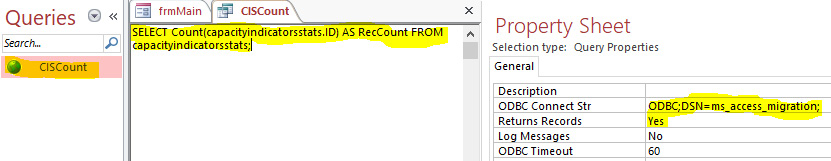 Queries
Search...
CISCount
frmMain
CISCount
SELECT Count(capacityindicatorsstats.ID) AS RecCount FROM
capacityindicatorsstats;
Property Sheet
Selection type: Query Properties
General
Description
ODBC Connect Str ODBC;DSN=ms_access_migration;
Returns Records Yes
Log Messages No
ODBC Timeout 60